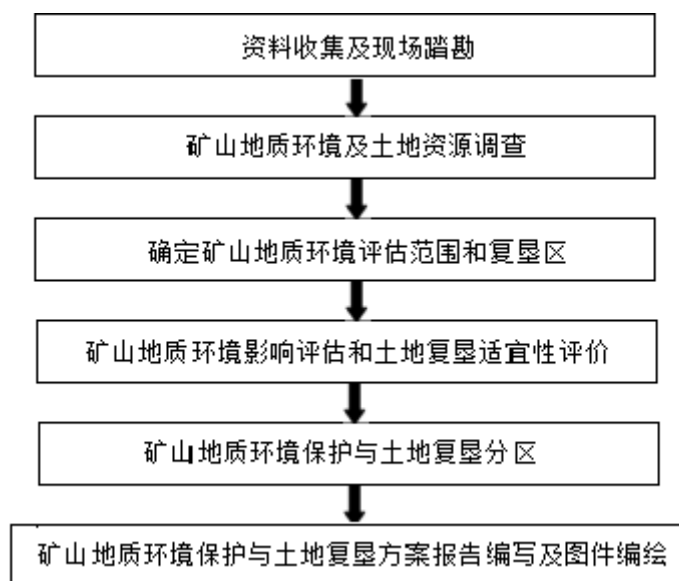 资料收集及现场踏勘
矿山地质环境及土地资源调查
确定矿山地质环境评估范围和复垦区
矿山地质环境影响评估和土地复垦适宜性评价
矿山地质环境保护与土地复垦分区
矿山地质环境保护与土地复垦方案报告编写及图件编绘